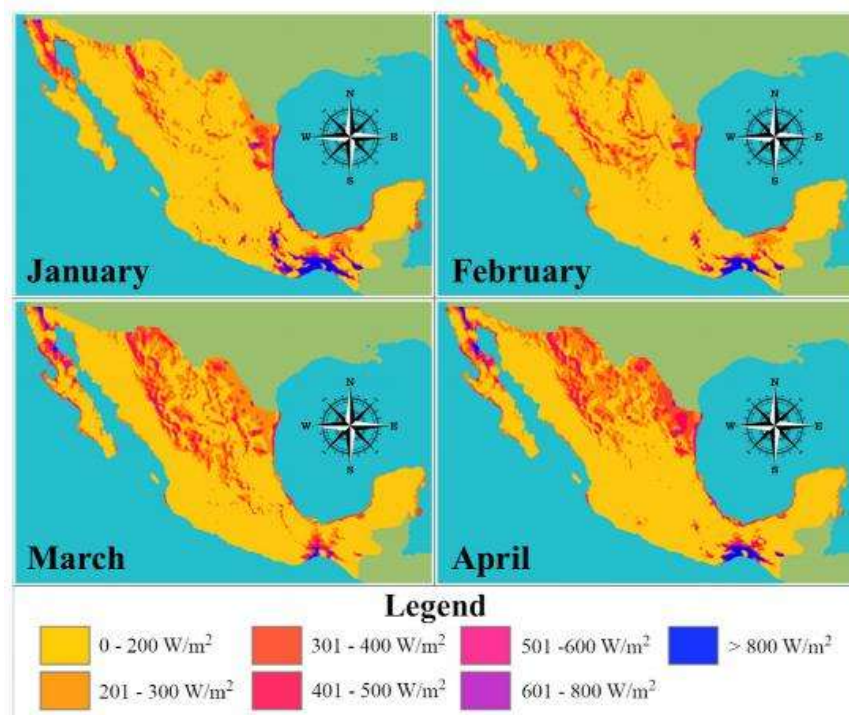 N
W E
S
January
N
W E
S
February
N
W E
S
March
N
W E
S
April
Legend
0 - 200 W/m²
301 - 400 W/m²
501 -600 W/m²
> 800 W/m²
201 - 300 W/m²
401 - 500 W/m²
601 - 800 W/m²